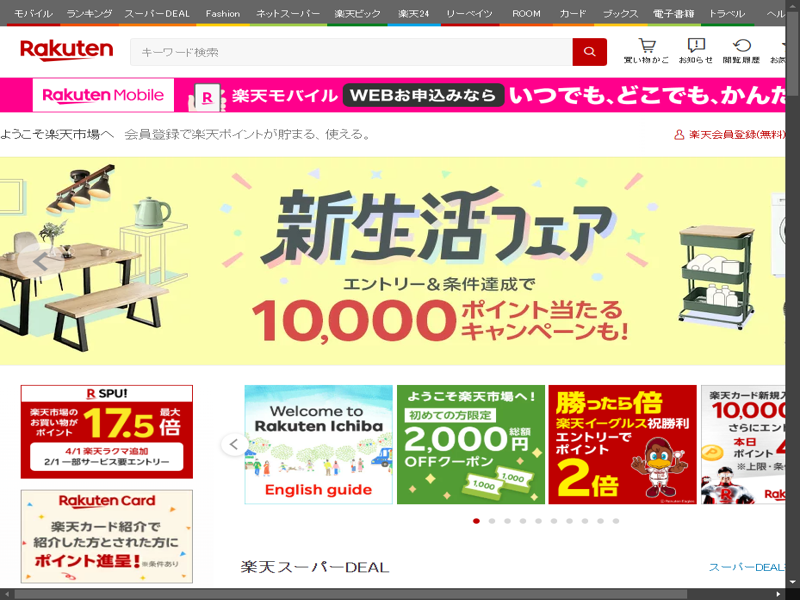 モバイル ランキング スーパーDEAL Fashion ネットスーパー 楽天ビック 楽天24 リーベイツ ROOM カード ブックス 電子書籍 トラベル ヘル
Rakuten キーワード検索
買い物かご お知らせ 閲覧履歴
Rakuten Mobile R 楽天モバイル WEBお申込みなら いつでも、どこでも、かんた
ようこそ楽天市場へ 会員登録で楽天ポイントが貯まる、使える。 楽天会員登録(無料)
新生活フェア
エントリー&条件達成で
10,000ポイント当たる
キャンペーンも!
R SPU!
楽天市場の
お買い物が
ポイント
17.5
最大
倍
4/1 楽天ラクマ追加
2/1 一部サービス要エントリー
Rakuten Card
楽天カード紹介で
紹介した方とされた方に
ポイント進呈!※条件あり
Welcome to
Rakuten Ichiba
English guide
ようこそ楽天市場へ!
初めての方限定
2,000円
総額
OFFクーポン
1,000
1,000
勝ったら倍
楽天イーグルス祝勝利
エントリーで
ポイント
2倍
楽天カード新規入
10,000
さらにエント
本日
ポイント 4
※上限・条
楽天スーパーDEAL スーパーDEAL